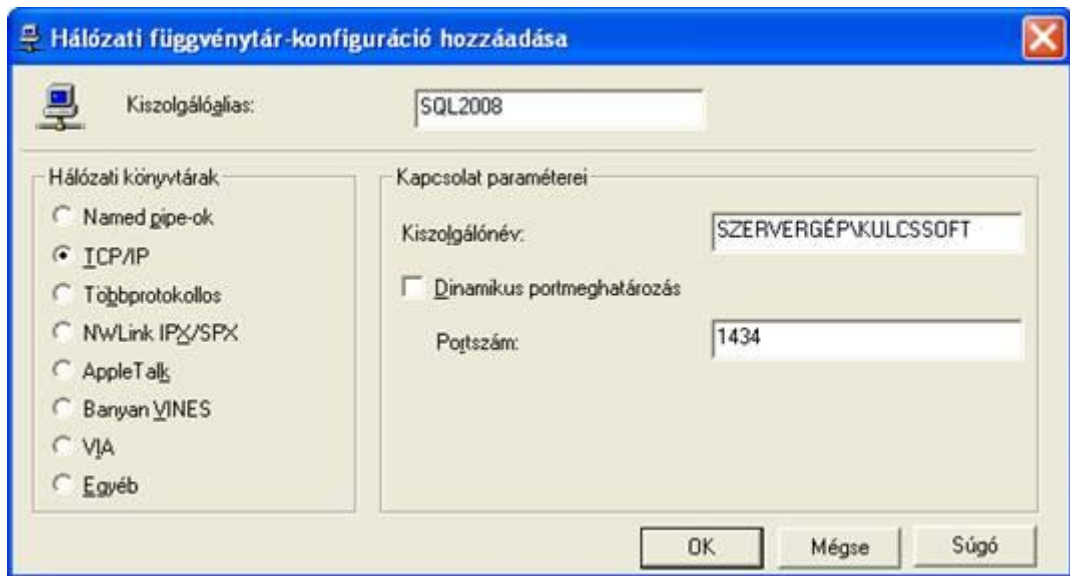 Hálózati függvénytár-konfiguráció hozzáadása
Kiszolgálóalias:
SQL2008
Hálózati könyvtárak
Named pipe-ok
TCP/IP
Többprotokollos
NWLink IPX/SPX
AppleTalk
Banyan VINES
VIA
Egyéb
Kapcsolat paraméterei
Kiszolgálónév:
SZERVERGÉP\KULCSSOFT
Dinamikus portmeghatározás
Portszám:
1434
OK
Mégse
Súgó